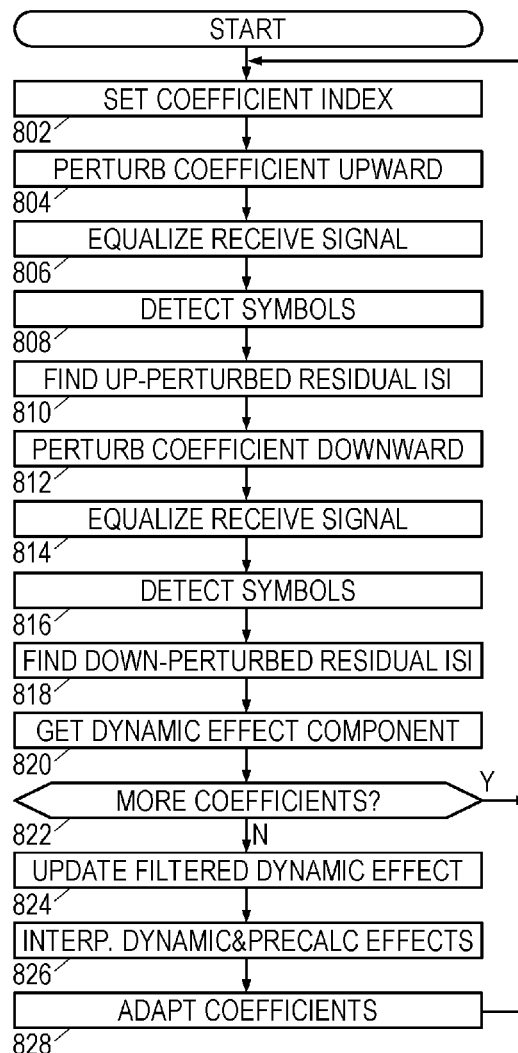 START
SET COEFFICIENT INDEX
802
PERTURB COEFFICIENT UPWARD
804
EQUALIZE RECEIVE SIGNAL
806
DETECT SYMBOLS
808
FIND UP-PERTURBED RESIDUAL ISI
810
PERTURB COEFFICIENT DOWNWARD
812
EQUALIZE RECEIVE SIGNAL
814
DETECT SYMBOLS
816
FIND DOWN-PERTURBED RESIDUAL ISI
818
GET DYNAMIC EFFECT COMPONENT
820
MORE COEFFICIENTS? Y
822 N
UPDATE FILTERED DYNAMIC EFFECT
824
INTERP. DYNAMIC&PRECALC EFFECTS
826
ADAPT COEFFICIENTS
828